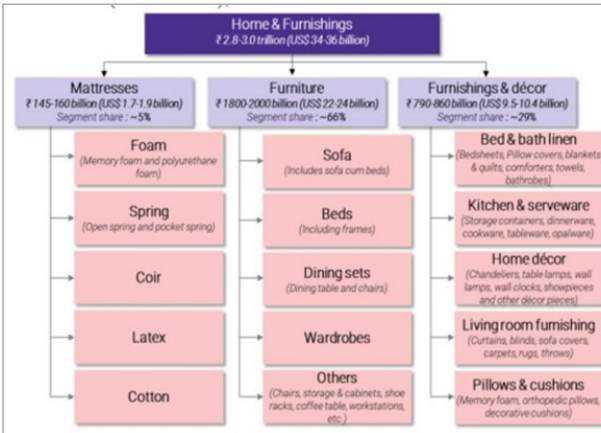 Home & Furnishings
₹ 2.8-3.0 trillion (US$ 34-36 billion)
Mattresses
₹ 145-160 billion (US$ 1.7-1.9 billion)
Segment share : ~5%
Foam
(Memory foam and polyurethane
foam)
Spring
(Open spring and pocket spring)
Coir
Latex
Cotton
Furniture
₹ 1800-2000 billion (US$ 22-24 billion)
Segment share : ~66%
Sofa
(Includes sofa cum beds)
Beds
(Including frames)
Dining sets
(Dining table and chairs)
Wardrobes
Others
(Chairs, storage & cabinets, shoe
racks, coffee table, workstations,
etc.)
Furnishings & décor
₹ 790-860 billion (US$ 9.5-10.4 billion)
Segment share : ~29%
Bed & bath linen
(Bedsheets, Pillow covers, blankets
& quilts, comforters, towels,
bathrobes)
Kitchen & serveware
(Storage containers, dinnerware,
cookware, tableware, opalware)
Home décor
(Chandeliers, table lamps, wall
lamps, wall clocks, showpieces
and other décor pieces)
Living room furnishing
(Curtains, blinds, sofa covers,
carpets, rugs, throws)
Pillows & cushions
(Memory foam, orthopedic pillows,
decorative cushions)